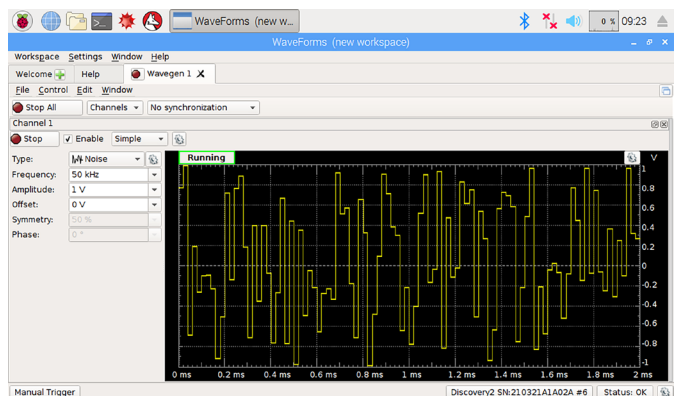 WaveForms (new w...
0 %
09:23
WaveForms (new workspace)
Workspace Settings Window Help
Welcome Help Wavegen 1
File Control Edit Window
Stop All Channels No synchronization
Channel 1
Stop Enable Simple
Type: Noise
Frequency: 50 kHz
Amplitude: 1 V
Offset: 0 V
Symmetry: 50 %
Phase: 0 °
Running
V
1
0.8
0.6
0.4
0.2
0
-0.2
-0.4
-0.6
-0.8
-1
0 ms 0.2 ms 0.4 ms 0.6 ms 0.8 ms 1 ms 1.2 ms 1.4 ms 1.6 ms 1.8 ms 2 ms
Manual Trigger Discovery2 SN:210321A1A02A #6 Status: OK